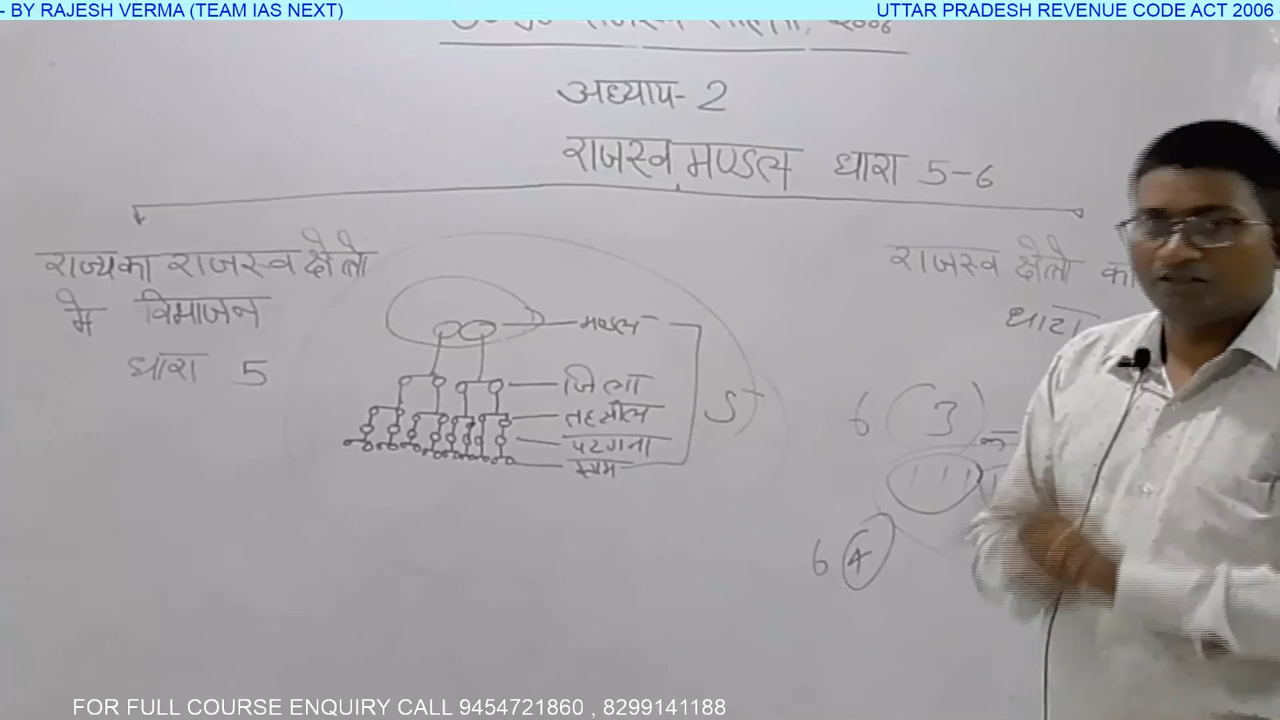 - BY RAJESH VERMA (TEAM IAS NEXT)
UTTAR PRADESH REVENUE CODE ACT 2006 -
2006
अध्याय- 2
राजस्व मण्डल धारा 5-6
राज्य का राजस्व क्षेत्रो
मे विभाजन
धारा 5
मण्डल
जिला
तहसील
परगना
ग्राम
5
राजस्व क्षेत्रो का
धारा
6 3
6 4
FOR FULL COURSE ENQUIRY CALL 9454721860 , 8299141188